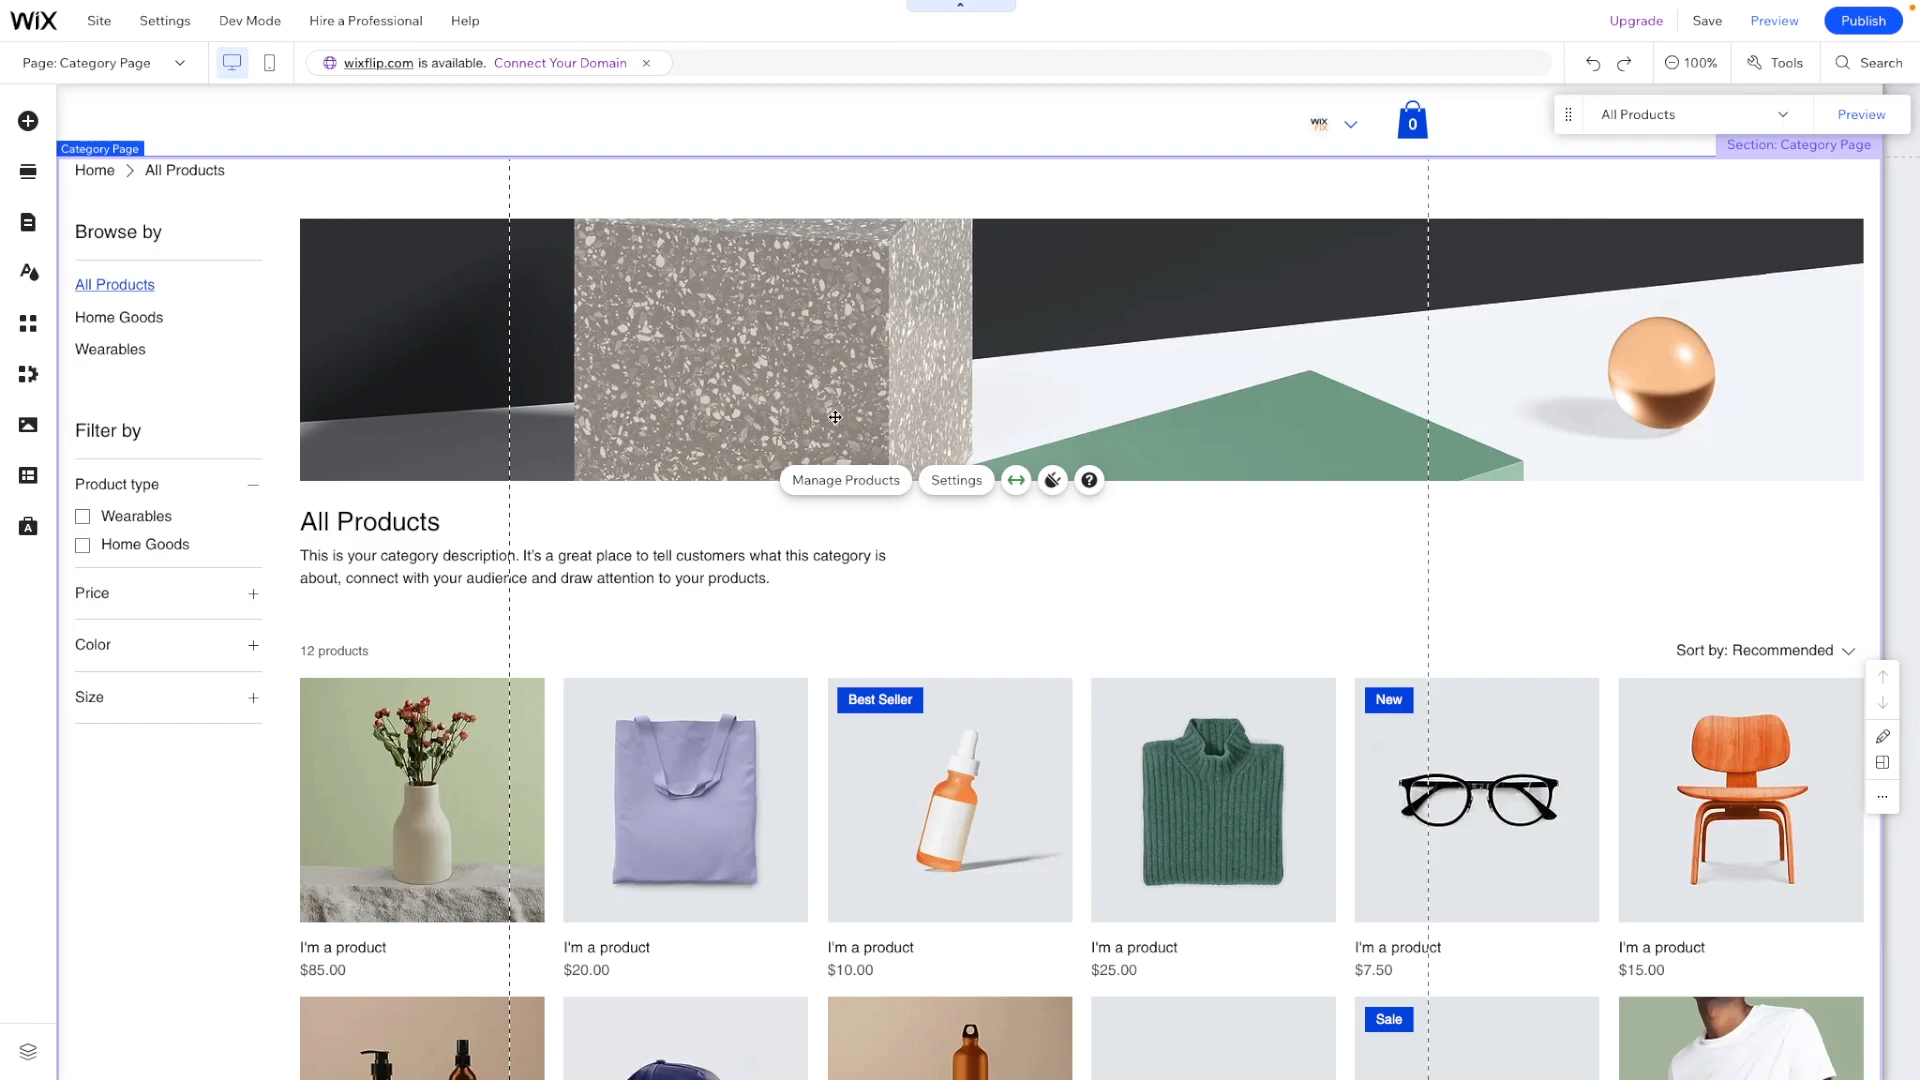 WiX
Site
Settings
Dev Mode
Hire a Professional
Help
Upgrade
Save
Preview
Publish
Page: Category Page
wixflip.com is available. Connect Your Domain
100%
Tools
Search
WIX
FIX
0
All Products
Preview
Category Page
Section: Category Page
Home
All Products
Browse by
All Products
Home Goods
Wearables
Filter by
Product type
Wearables
Home Goods
Price
Color
Size
Manage Products
Settings
?
All Products
This is your category description. It's a great place to tell customers what this category is
about, connect with your audience and draw attention to your products.
12 products
Sort by: Recommended
Best Seller
New
I'm a product
$85.00
I'm a product
$20.00
I'm a product
$10.00
I'm a product
$25.00
I'm a product
$7.50
I'm a product
$15.00
Sale